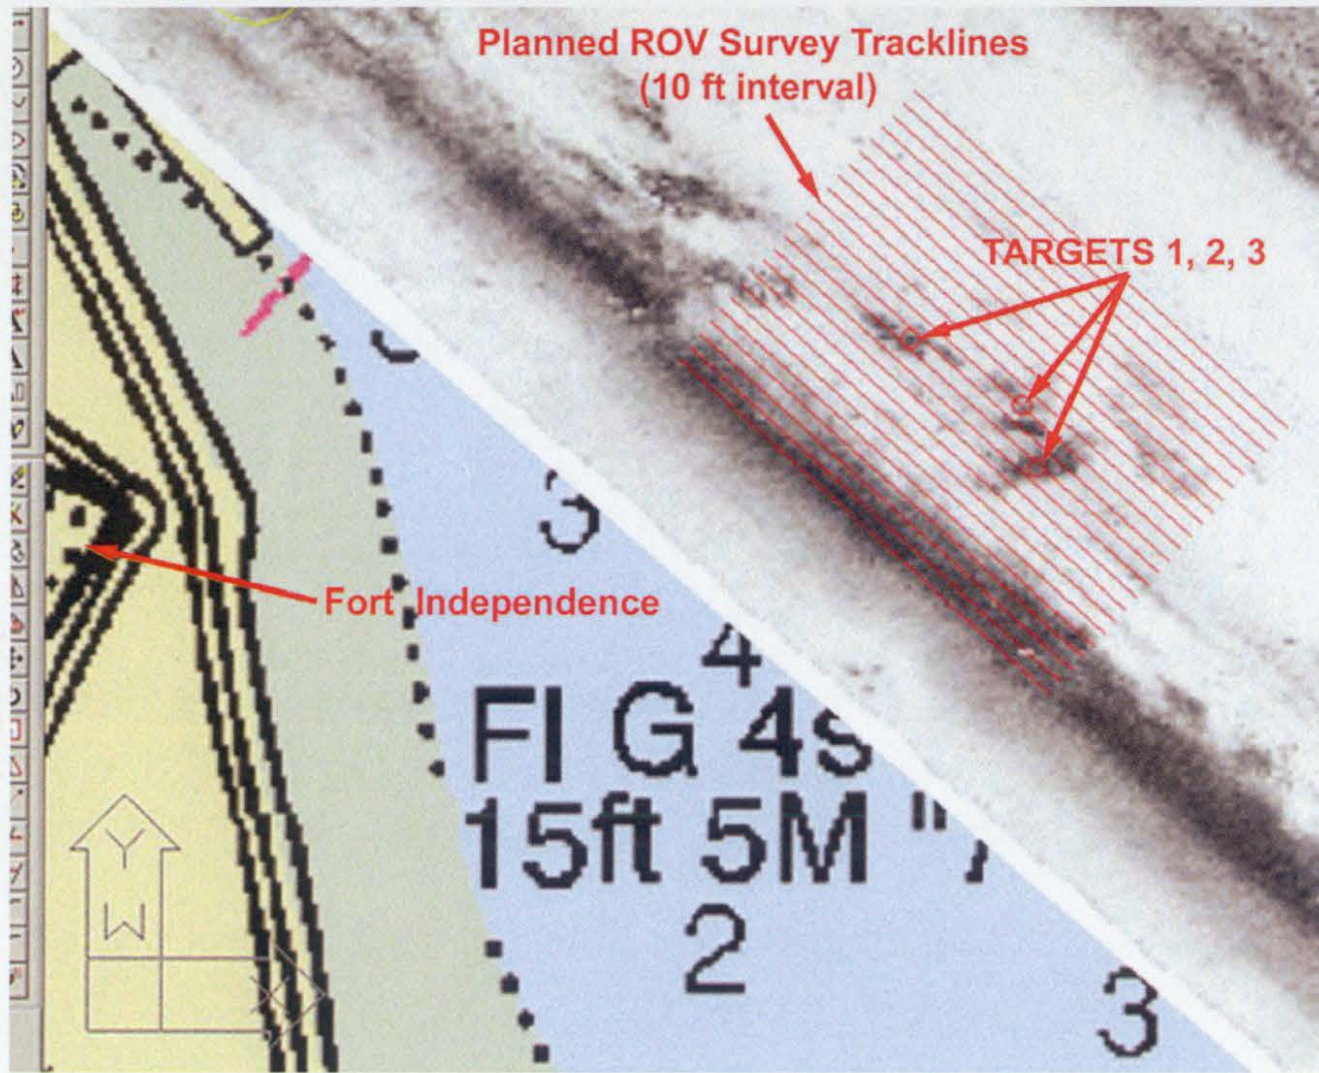 Planned ROV Survey Tracklines
(10 ft interval)
TARGETS 1, 2, 3
3
Fort Independence
4
Fl G 4s
15ft 5M "
2
3
Y
W
X